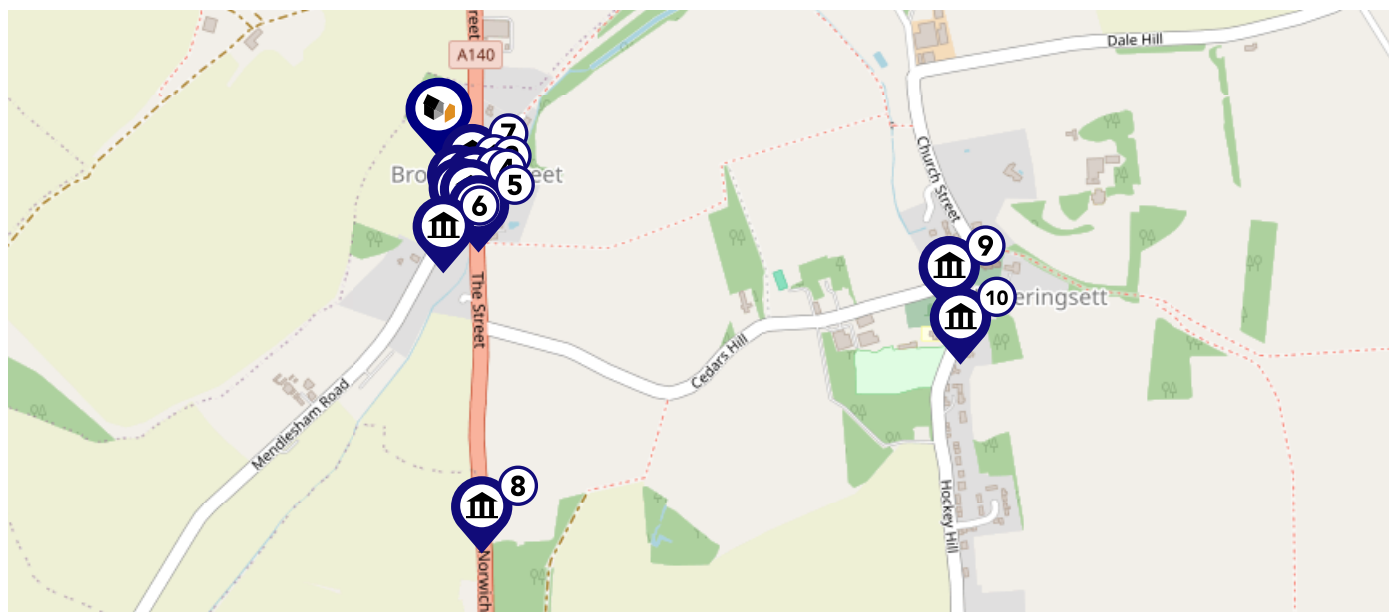 A140
Dale Hill
7
4
Bro
eet
5
6
Church Street
9
The Street
10
eringsett
Cedars Hill
Mendlesham Road
8
Hockey Hill
Norwich